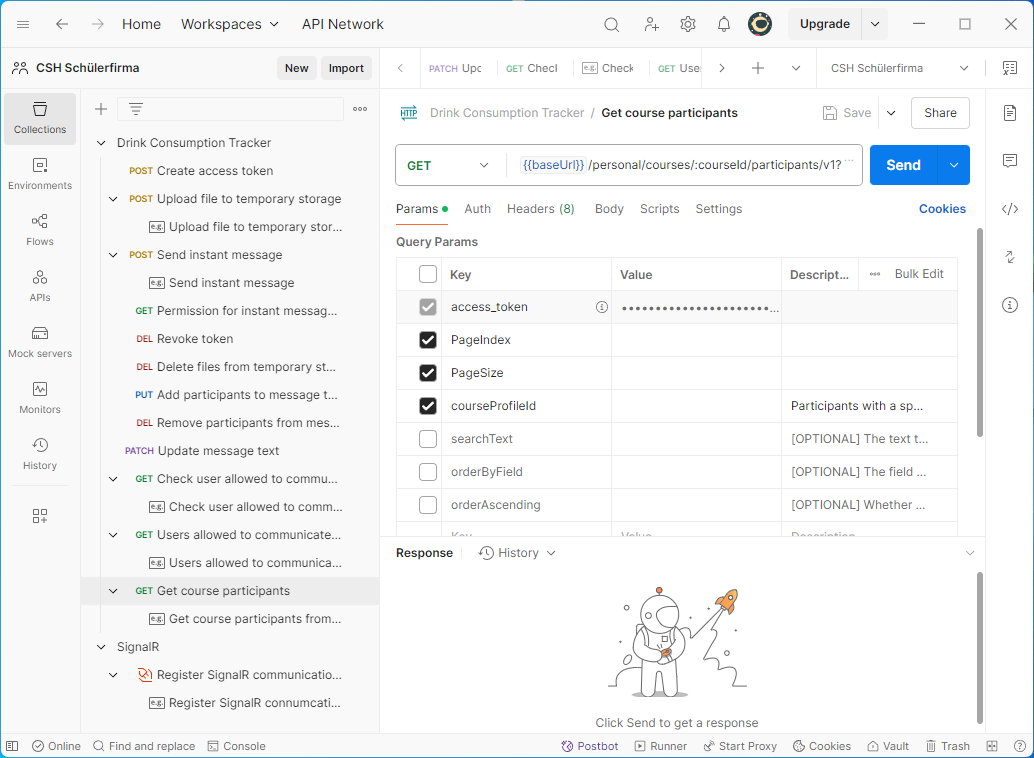 Home Workspaces API Network Upgrade
CSH Schülerfirma New Import
PATCH Upc GET Checl e.g. Check GET Use
CSH Schülerfirma
Collections
Environments
Flows
APIs
Mock servers
Monitors
History
Drink Consumption Tracker
POST Create access token
POST Upload file to temporary storage
e.g. Upload file to temporary stor...
POST Send instant message
e.g. Send instant message
GET Permission for instant messag...
DEL Revoke token
DEL Delete files from temporary st...
PUT Add participants to message t...
DEL Remove participants from mes...
PATCH Update message text
GET Check user allowed to commu...
e.g. Check user allowed to comm...
GET Users allowed to communicate...
e.g. Users allowed to communica...
GET Get course participants
e.g. Get course participants from...
SignalR
Register SignalR communicatio...
e.g. Register SignalR connumcati...
HTTP Drink Consumption Tracker / Get course participants Save Share
GET {{baseUrl}} /personal/courses/:courseId/participants/v1? ... Send
Params Auth Headers (8) Body Scripts Settings Cookies
Query Params
Key Value Descript... Bulk Edit
access_token ••••••••••••••••••••••...
PageIndex
PageSize
courseProfileId Participants with a sp...
searchText [OPTIONAL] The text t...
orderByField [OPTIONAL] The field ...
orderAscending [OPTIONAL] Whether ...
Key Value Description
Response History
Click Send to get a response
Online Find and replace Console Postbot Runner Start Proxy Cookies Vault Trash